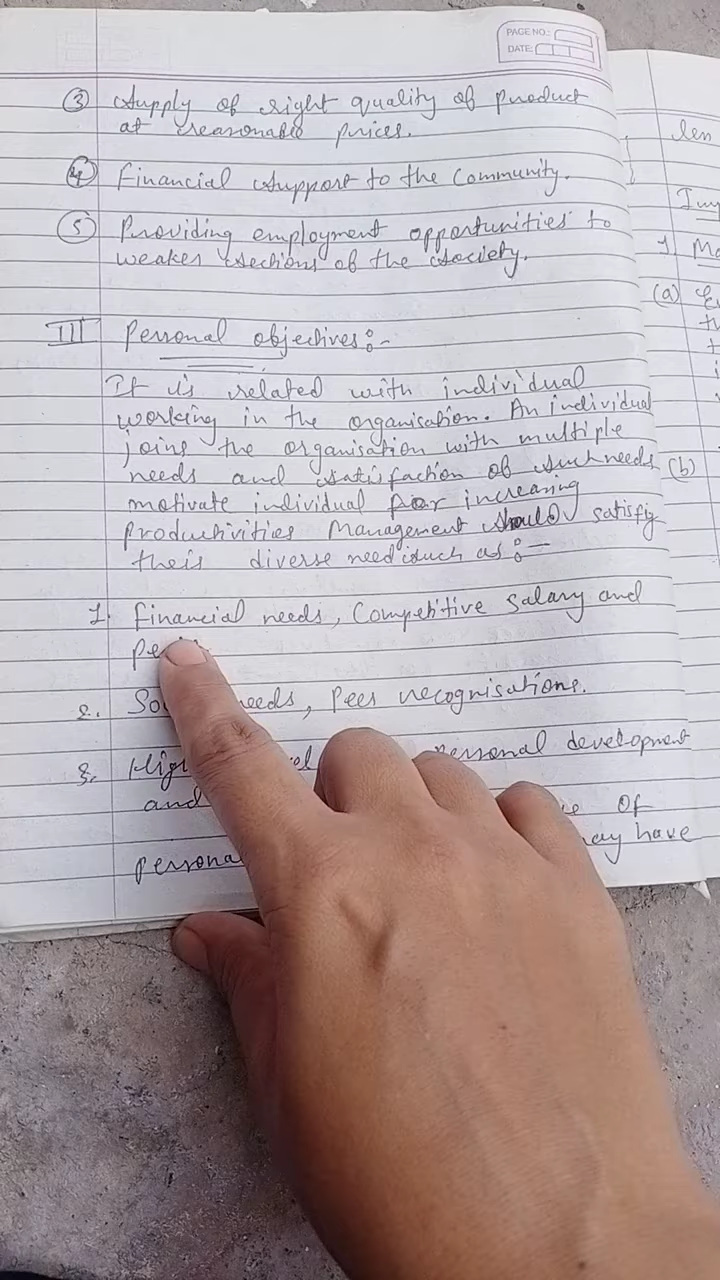 PAGE NO.:
DATE:
③ Supply of right quality of product
at reasonable prices.
④ Financial support to the Community.
⑤ Providing employment opportunities to
weaker sections of the society.
III Personal objectives:-
It is related with individual
working in the organisation. An individual
joins the organisation with multiple
needs and satisfaction of such needs
motivate individual for increasing
Productivities Management should satisfy
their diverse need such as :-
1. Financial needs, Competitive Salary and
2. needs, Peer recognisations.
3. personal development
and of
may have
personal
1.
(a)
(b)